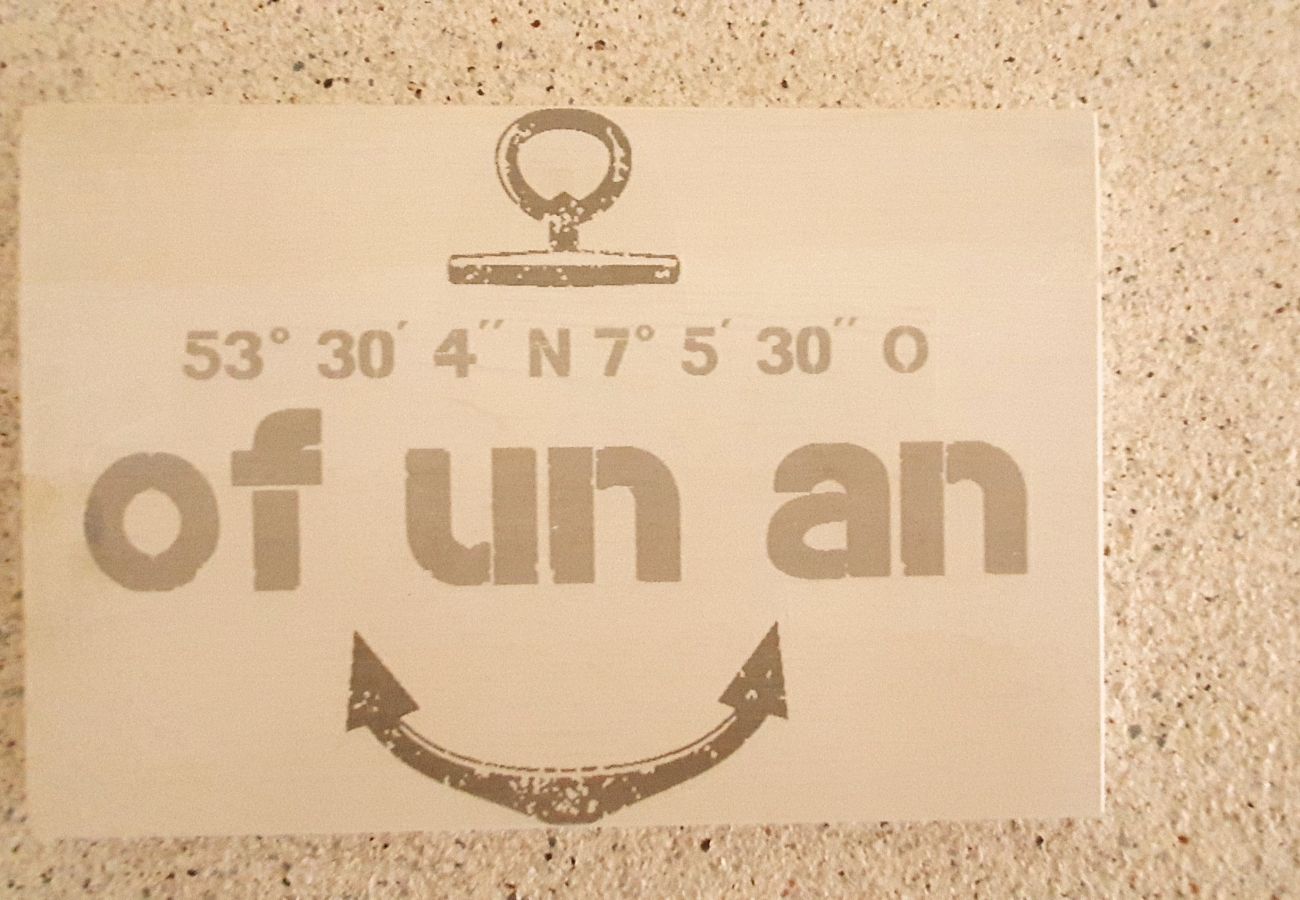 53° 30′ 4″ N 7° 5′ 30″ O
of un an